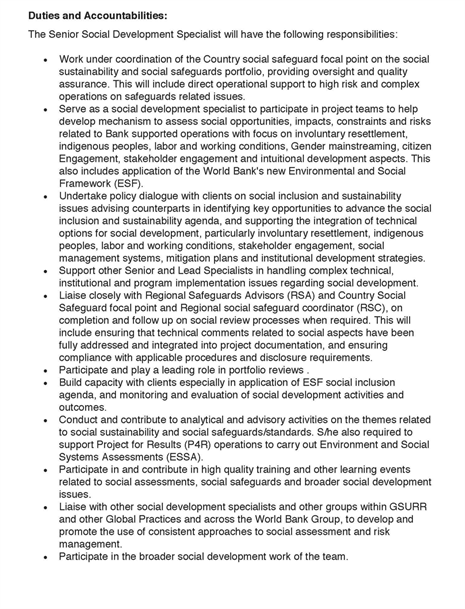 Duties and Accountabilities:
The Senior Social Development Specialist will have the following responsibilities:
• Work under coordination of the Country social safeguard focal point on the social
sustainability and social safeguards portfolio, providing oversight and quality
assurance. This will include direct operational support to high risk and complex
operations on safeguards related issues.
• Serve as a social development specialist to participate in project teams to help
develop mechanism to assess social opportunities, impacts, constraints and risks
related to Bank supported operations with focus on involuntary resettlement,
indigenous peoples, labor and working conditions, Gender mainstreaming, citizen
Engagement, stakeholder engagement and intuitional development aspects. This
also includes application of the World Bank's new Environmental and Social
Framework (ESF).
• Undertake policy dialogue with clients on social inclusion and sustainability
issues advising counterparts in identifying key opportunities to advance the social
inclusion and sustainability agenda, and supporting the integration of technical
options for social development, particularly involuntary resettlement, indigenous
peoples, labor and working conditions, stakeholder engagement, social
management systems, mitigation plans and institutional development strategies.
• Support other Senior and Lead Specialists in handling complex technical,
institutional and program implementation issues regarding social development.
• Liaise closely with Regional Safeguards Advisors (RSA) and Country Social
Safeguard focal point and Regional social safeguard coordinator (RSC), on
completion and follow up on social review processes when required. This will
include ensuring that technical comments related to social aspects have been
fully addressed and integrated into project documentation, and ensuring
compliance with applicable procedures and disclosure requirements.
• Participate and play a leading role in portfolio reviews .
• Build capacity with clients especially in application of ESF social inclusion
agenda, and monitoring and evaluation of social development activities and
outcomes.
• Conduct and contribute to analytical and advisory activities on the themes related
to social sustainability and social safeguards/standards. S/he also required to
support Project for Results (P4R) operations to carry out Environment and Social
Systems Assessments (ESSA).
• Participate in and contribute in high quality training and other learning events
related to social assessments, social safeguards and broader social development
issues.
• Liaise with other social development specialists and other groups within GSURR
and other Global Practices and across the World Bank Group, to develop and
promote the use of consistent approaches to social assessment and risk
management.
• Participate in the broader social development work of the team.